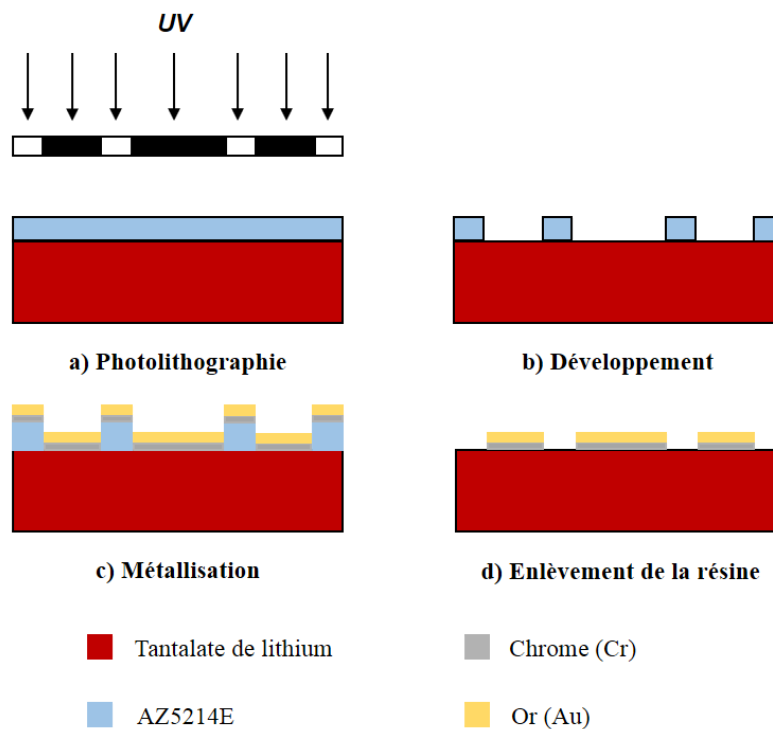 UV
a) Photolithographie
b) Développement
c) Métallisation
d) Enlèvement de la résine
Tantalate de lithium
Chrome (Cr)
AZ5214E
Or (Au)